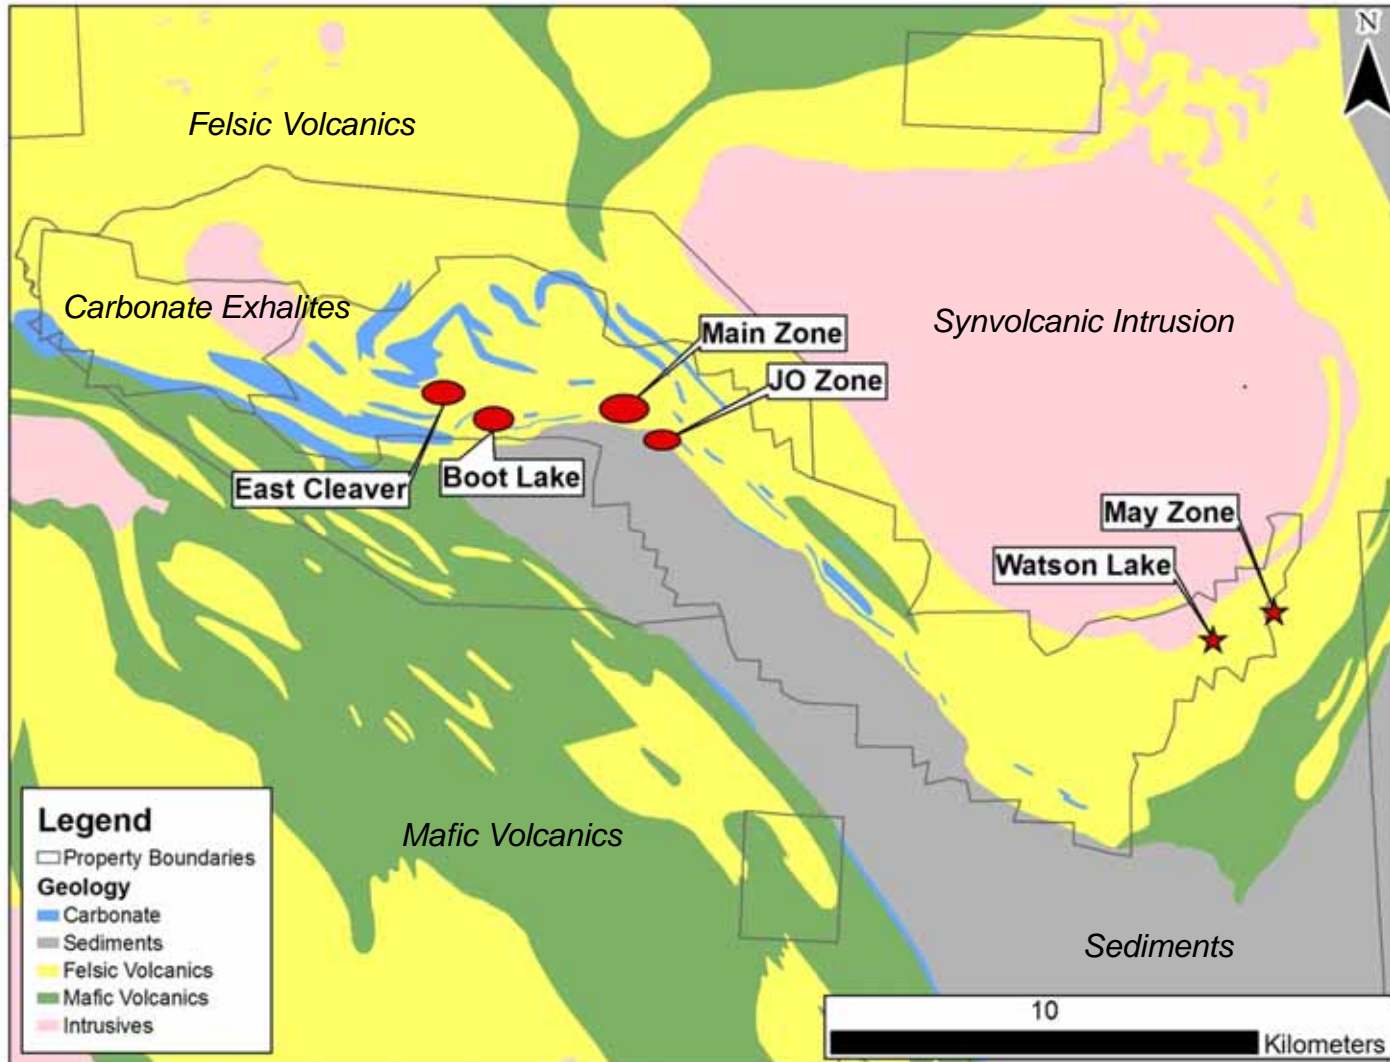 N
Felsic Volcanics
Carbonate Exhalites
Synvolcanic Intrusion
Main Zone
JO Zone
East Cleaver
Boot Lake
May Zone
Watson Lake
Mafic Volcanics
Sediments
Legend
Property Boundaries
Geology
Carbonate
Sediments
Felsic Volcanics
Mafic Volcanics
Intrusives
10
Kilometers